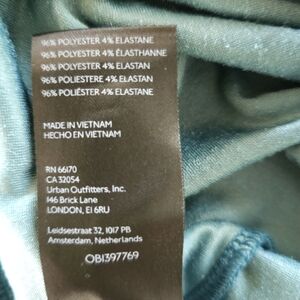 96% POLYESTER 4% ELASTANE
96% POLYESTER 4% ÉLASTHANNE
96% POLYESTER 4% ELASTAN
96% POLIESTERE 4% ELASTAN
96% POLIÉSTER 4% ELASTANE
MADE IN VIETNAM
HECHO EN VIETNAM
RN 66170
CA 32054
Urban Outfitters, Inc.
146 Brick Lane
LONDON, E1 6RU
Leidsestraat 32, 1017 PB
Amsterdam, Netherlands
OB1397769